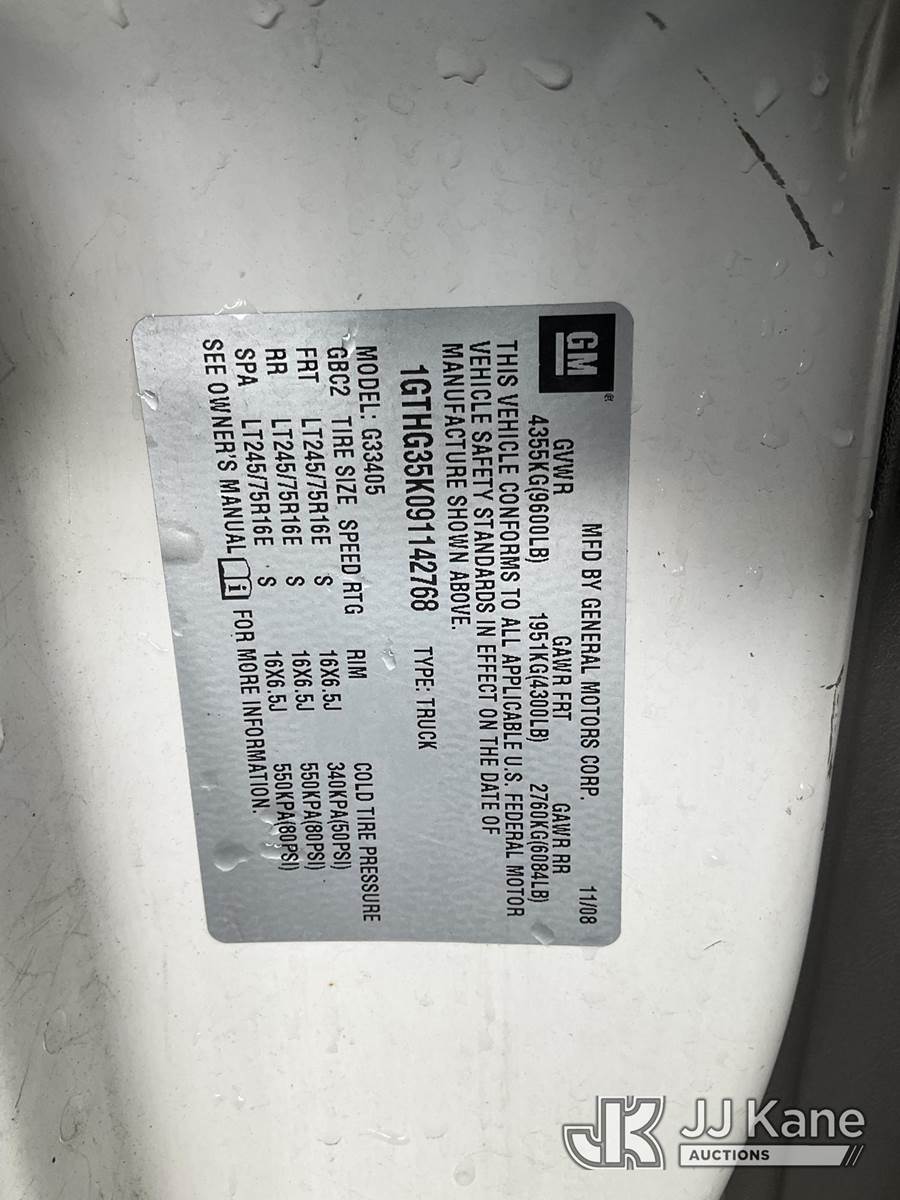 GM
MFD BY GENERAL MOTORS CORP. 11/08
GVWR GAWR FRT GAWR RR
4355KG(9600LB) 1951KG(4300LB) 2760KG(6084LB)
THIS VEHICLE CONFORMS TO ALL APPLICABLE U.S. FEDERAL MOTOR
VEHICLE SAFETY STANDARDS IN EFFECT ON THE DATE OF
MANUFACTURE SHOWN ABOVE.
1GTHG35K091142768 TYPE: TRUCK
MODEL: G33405
GBC2 TIRE SIZE SPEED RTG RIM COLD TIRE PRESSURE
FRT LT245/75R16E S 16X6.5J 340KPA(50PSI)
RR LT245/75R16E S 16X6.5J 550KPA(80PSI)
SPA LT245/75R16E S 16X6.5J 550KPA(80PSI)
SEE OWNER'S MANUAL FOR MORE INFORMATION.
JK JJ Kane
AUCTIONS